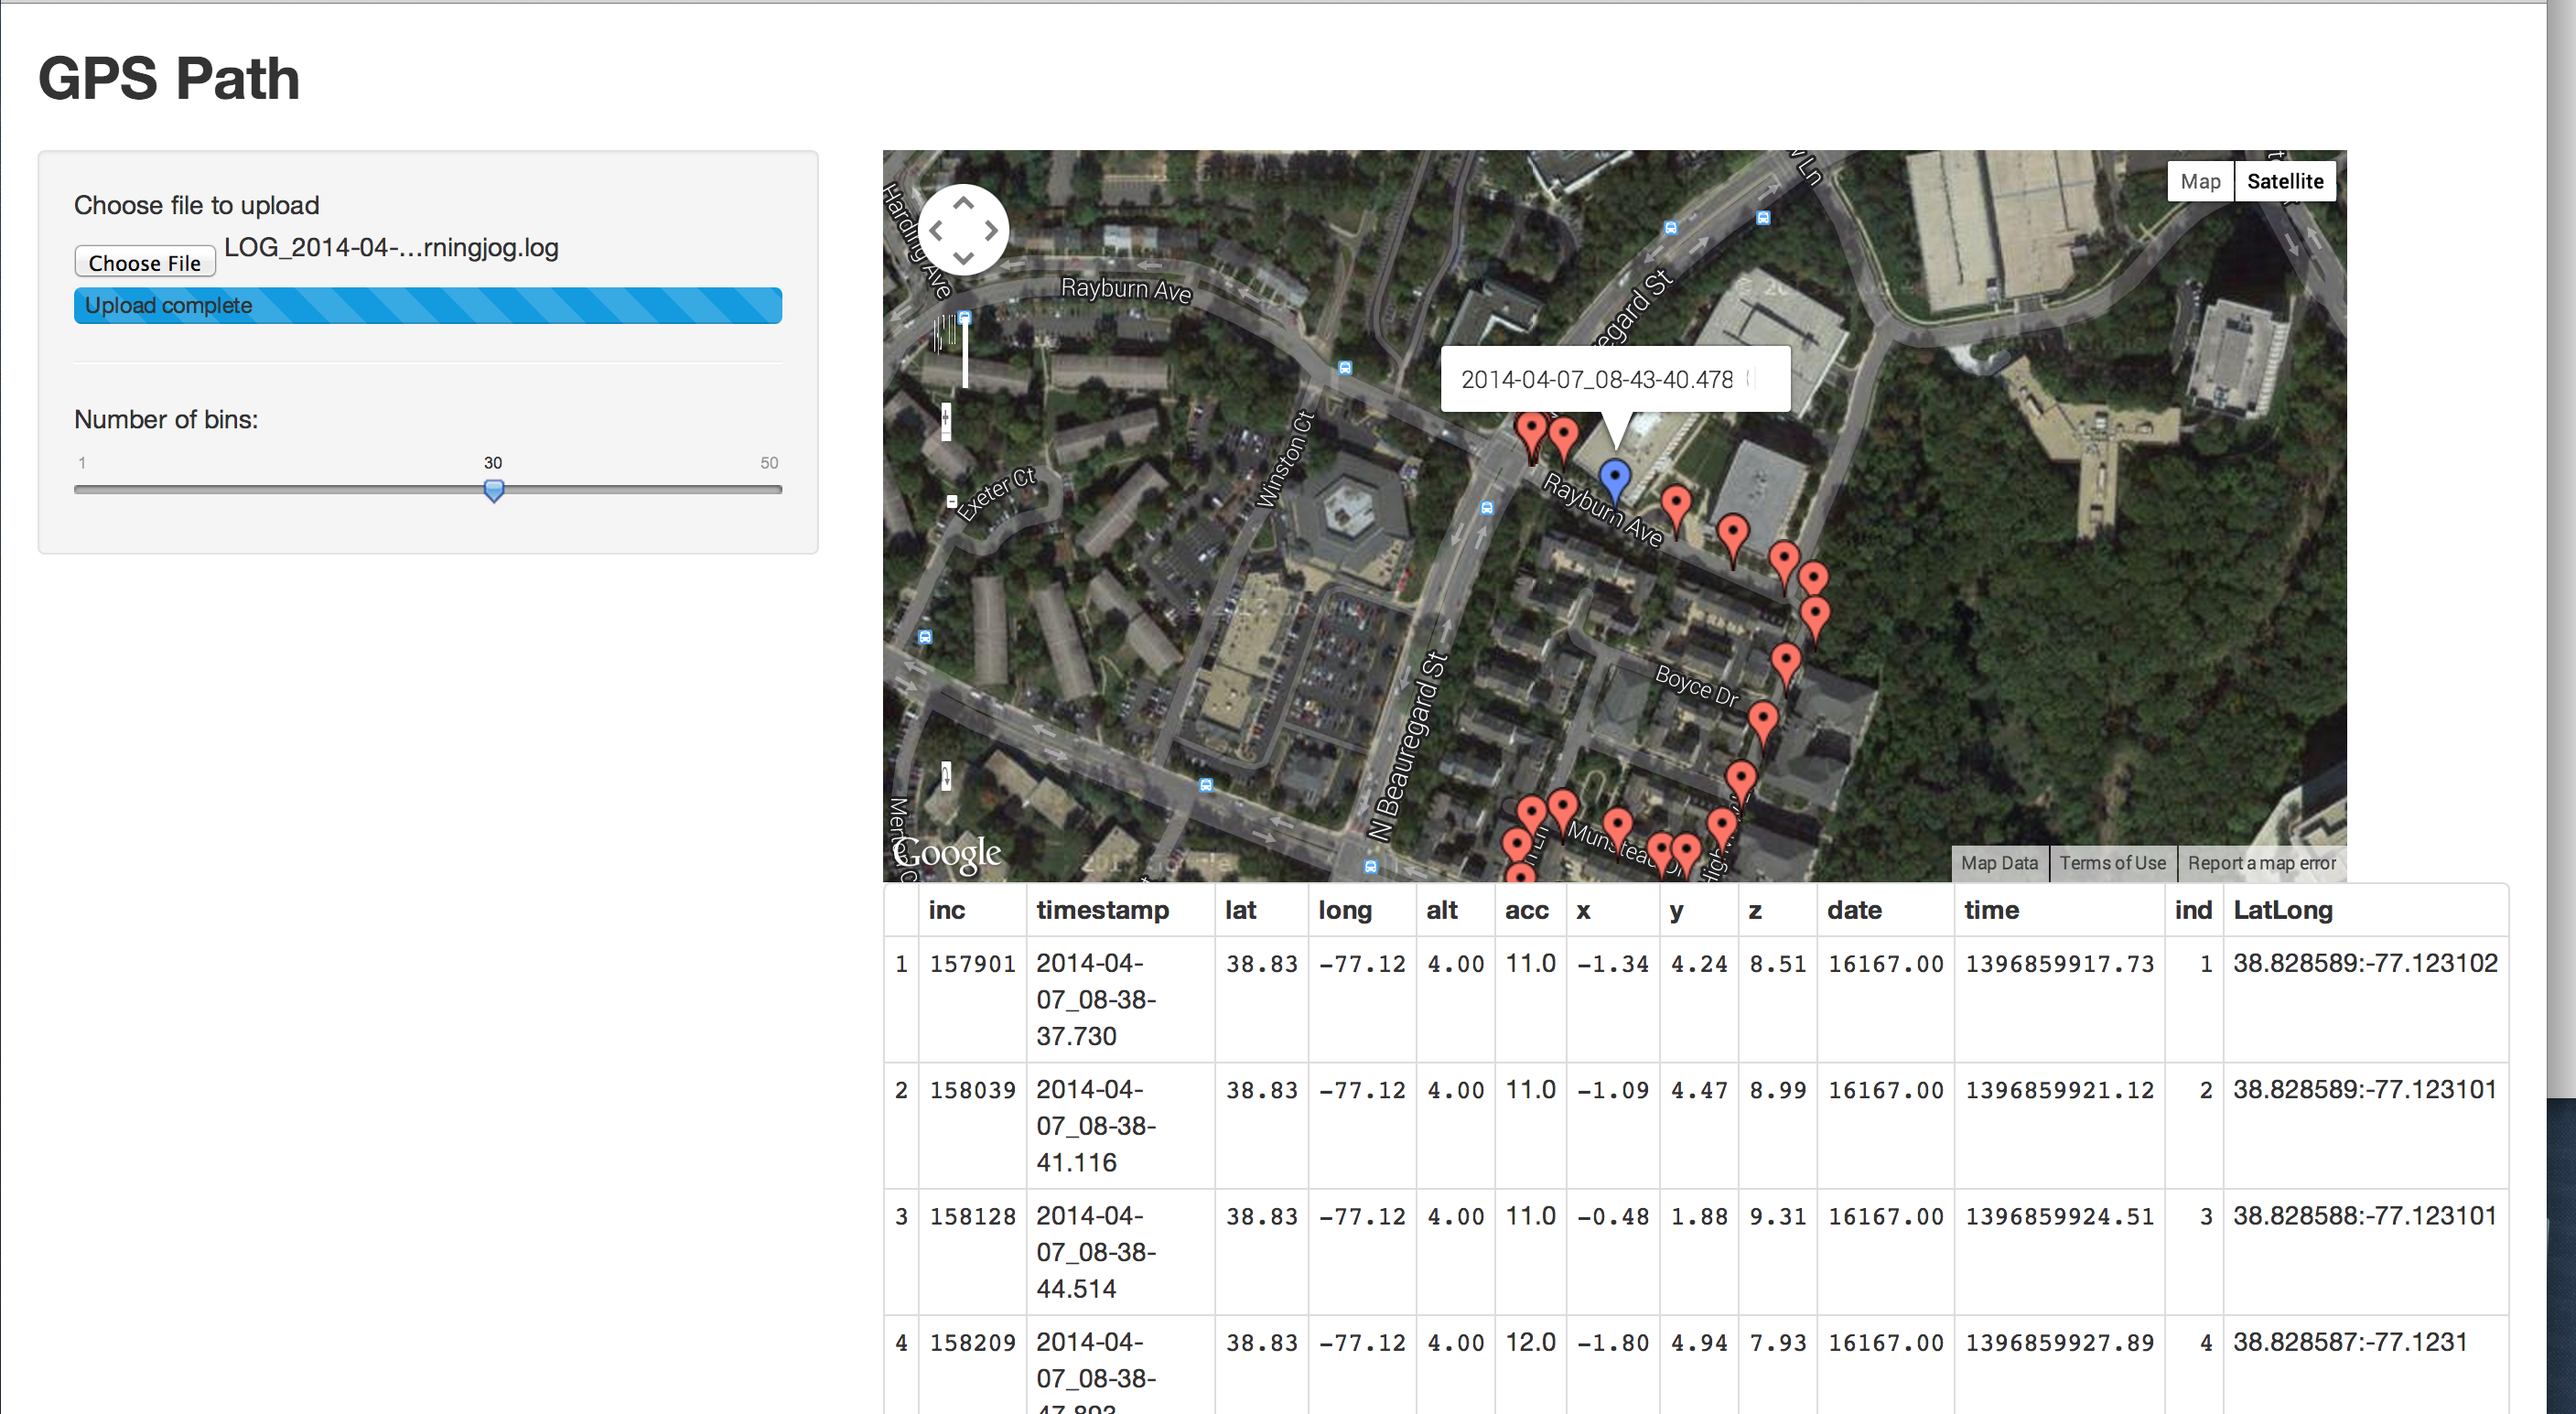 GPS Path
Choose file to upload
Choose File LOG_2014-04-...rningjog.log
Upload complete
Number of bins:
1 30 50
Harding Ave
Rayburn Ave
Ln
Map Satellite
egard St
2014-04-07_08-43-40.478
Winston Ct
Exeter Ct
Rayburn Ave
Boyce Dr
N Beauregard St
Google
Map Data Terms of Use Report a map error
inc timestamp lat long alt acc x y z date time ind LatLong
1 157901 2014-04- 38.83 -77.12 4.00 11.0 -1.34 4.24 8.51 16167.00 1396859917.73 1 38.828589:-77.123102
07_08-38-
37.730
2 158039 2014-04- 38.83 -77.12 4.00 11.0 -1.09 4.47 8.99 16167.00 1396859921.12 2 38.828589:-77.123101
07_08-38-
41.116
3 158128 2014-04- 38.83 -77.12 4.00 11.0 -0.48 1.88 9.31 16167.00 1396859924.51 3 38.828588:-77.123101
07_08-38-
44.514
4 158209 2014-04- 38.83 -77.12 4.00 12.0 -1.80 4.94 7.93 16167.00 1396859927.89 4 38.828587:-77.1231
07_08-38-